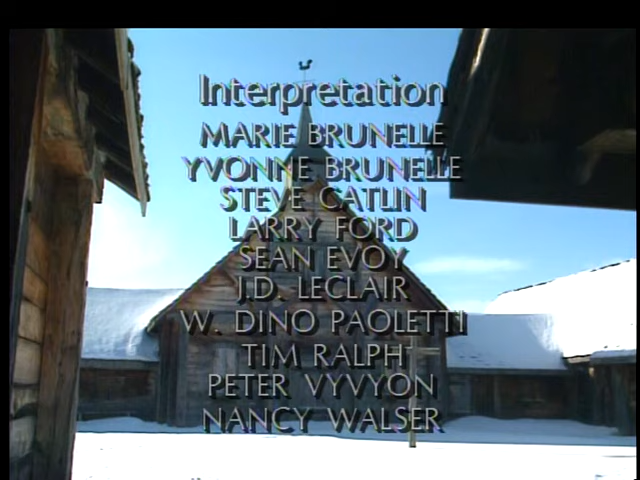 Interpretation
MARIE BRUNELLE
YVONNE BRUNELLE
STEVE CATLIN
LARRY FORD
SEAN EVOY
J.D. LECLAIR
W. DINO PAOLETTI
TIM RALPH
PETER VYVYON
NANCY WALSER